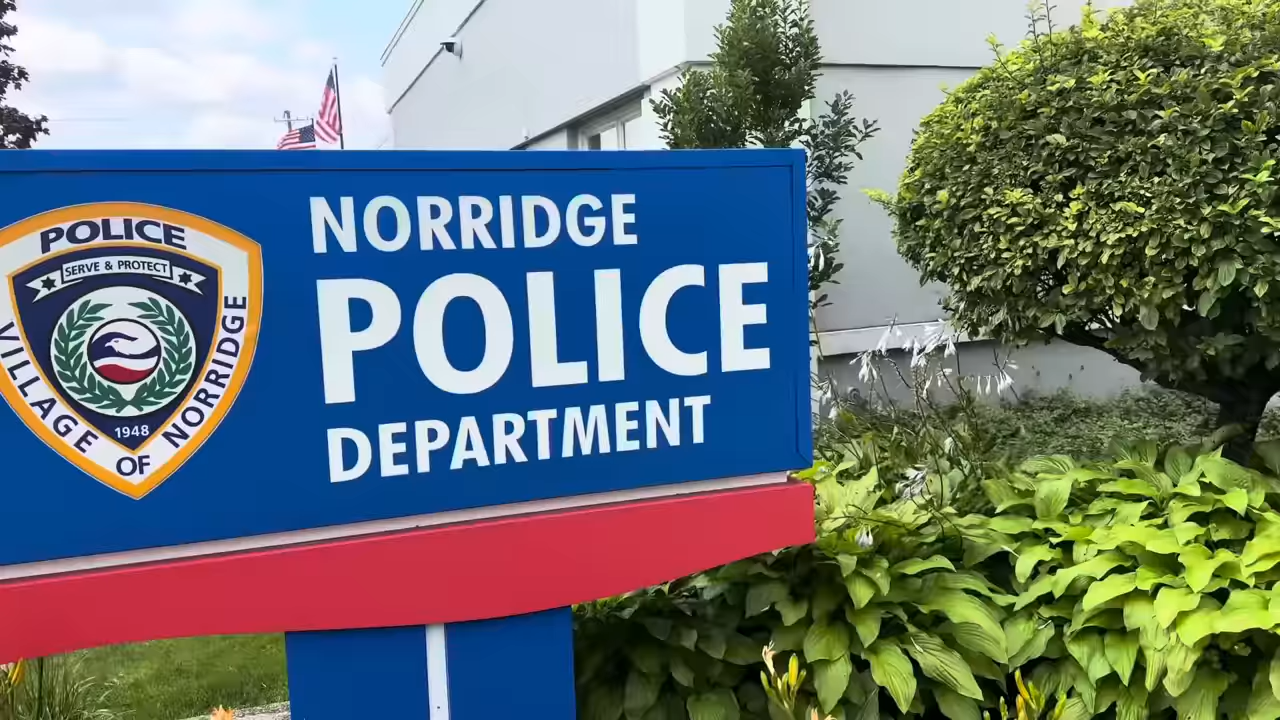 POLICE
SERVE & PROTECT
VILLAGE OF NORRIDGE
1948
NORRIDGE
POLICE
DEPARTMENT